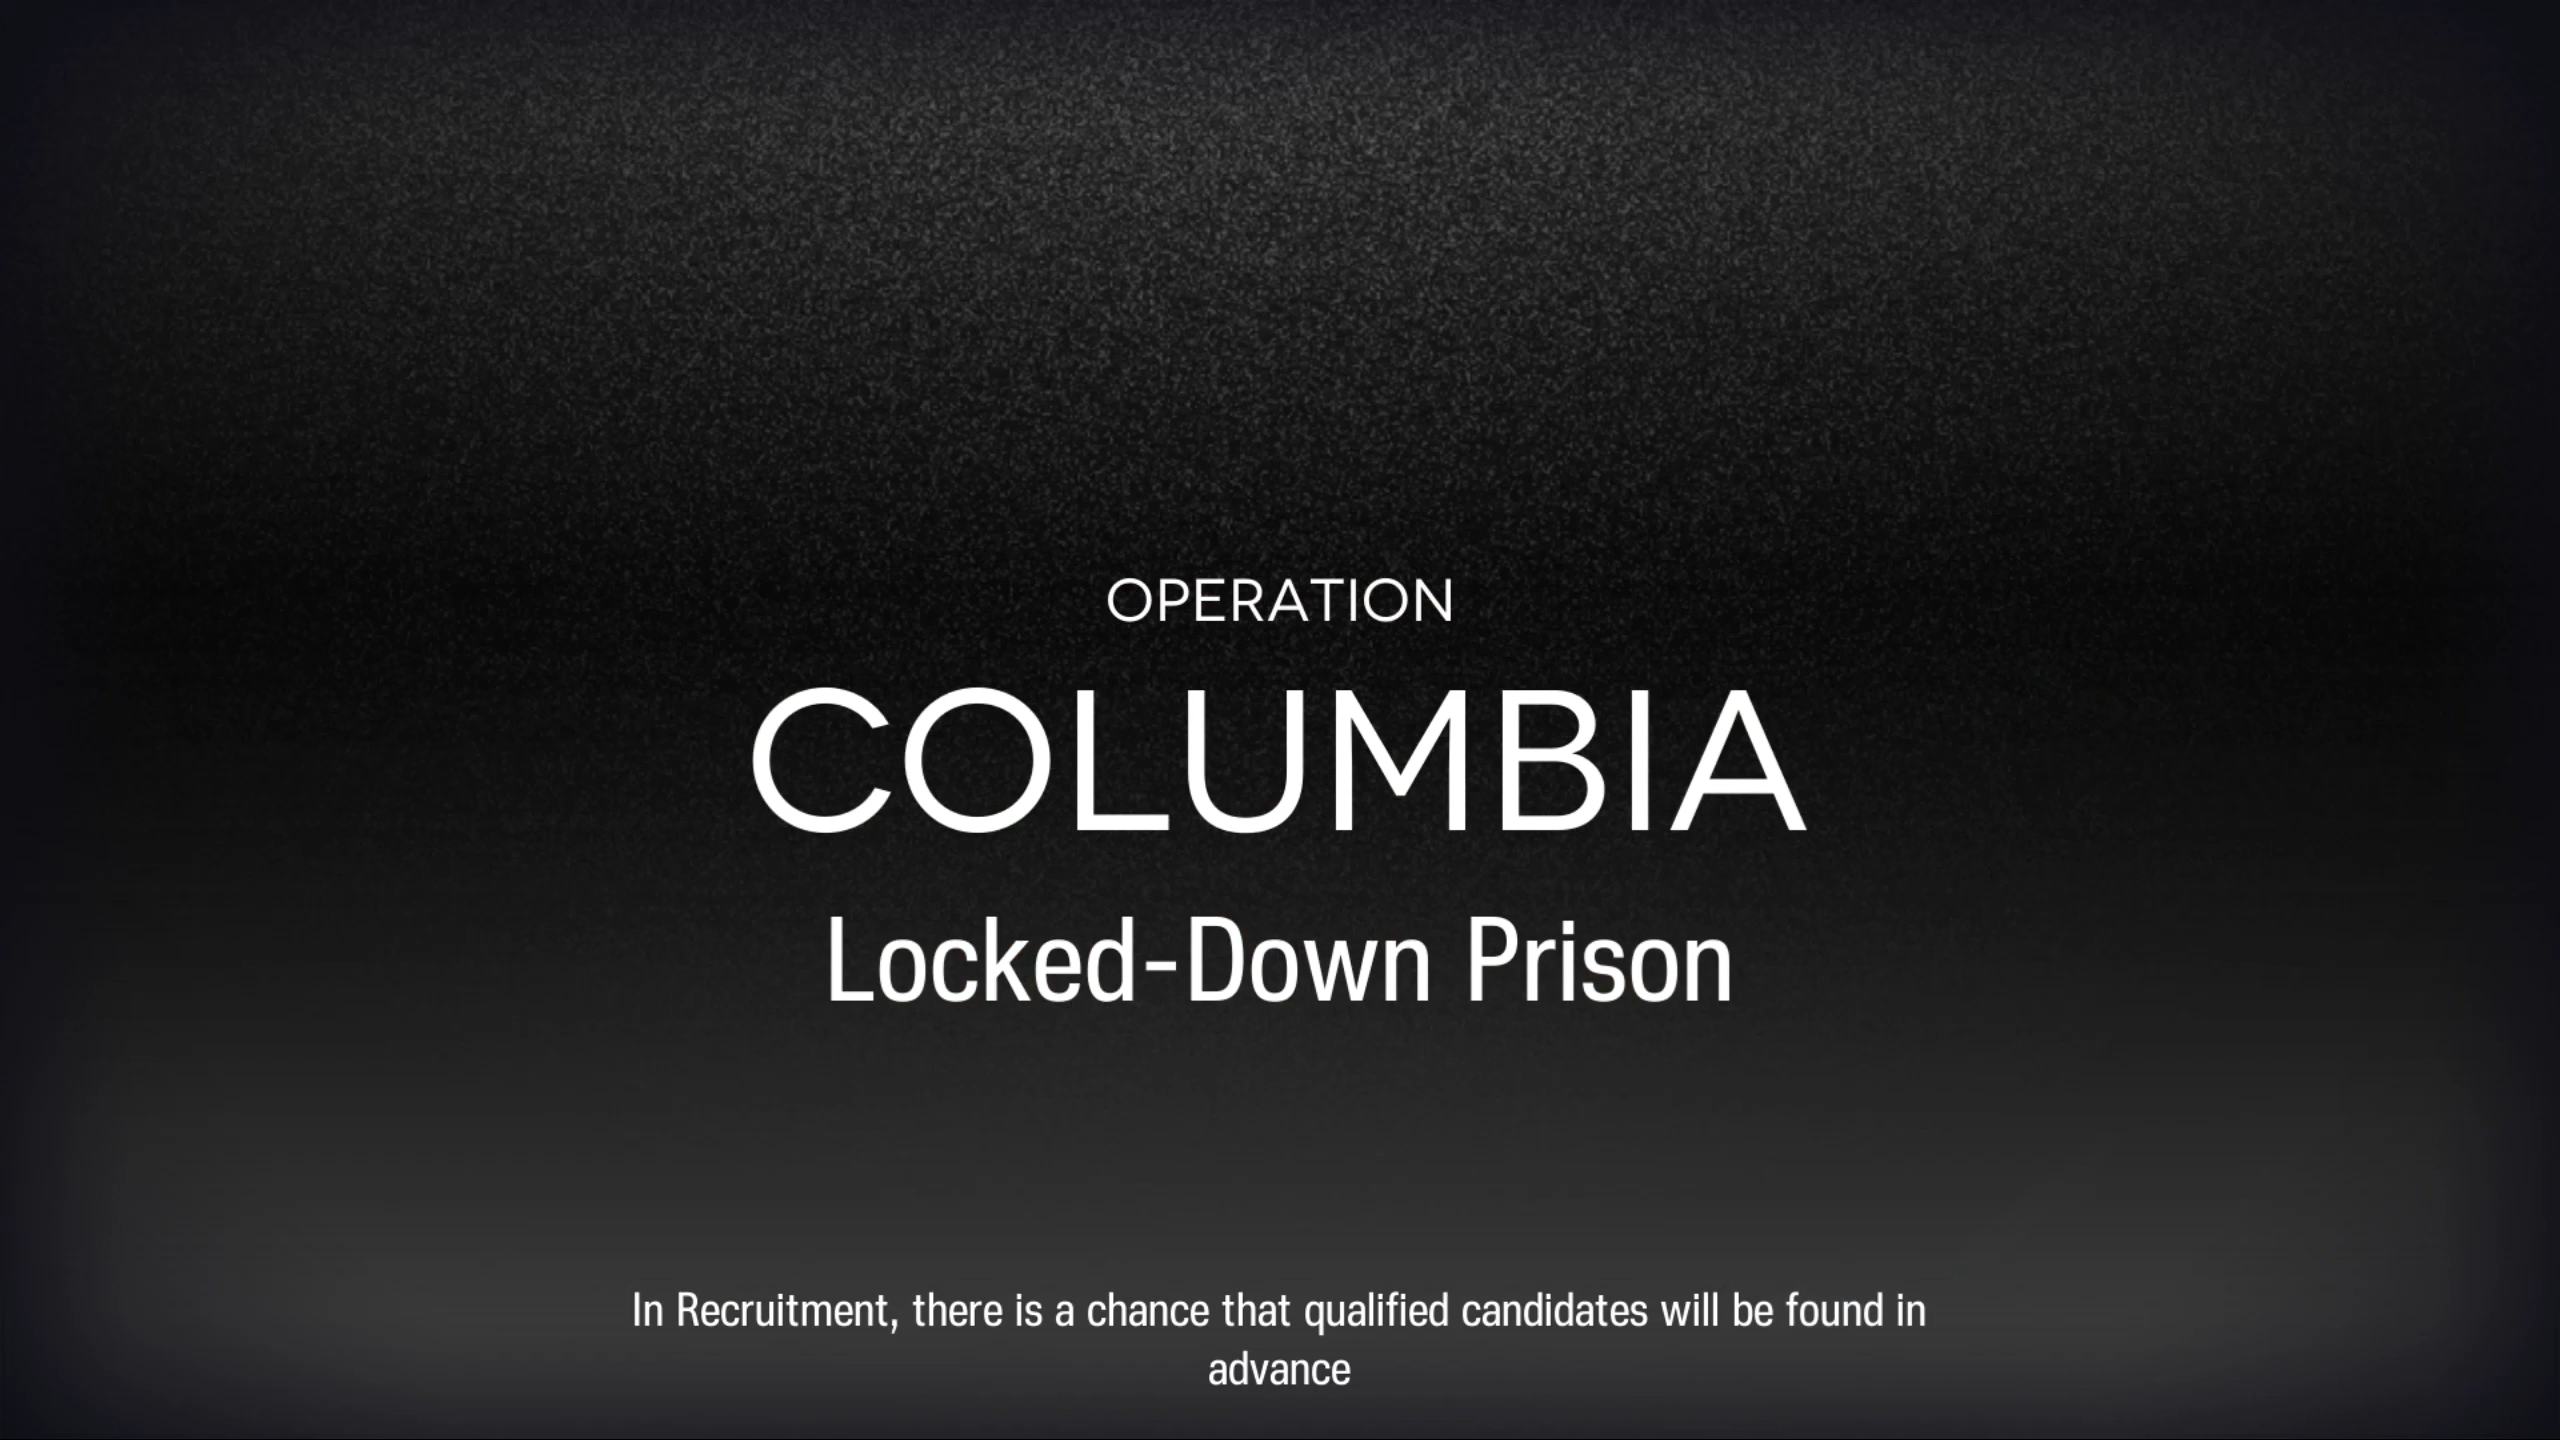 OPERATION
COLUMBIA
Locked-Down Prison
In Recruitment, there is a chance that qualified candidates will be found in
advance